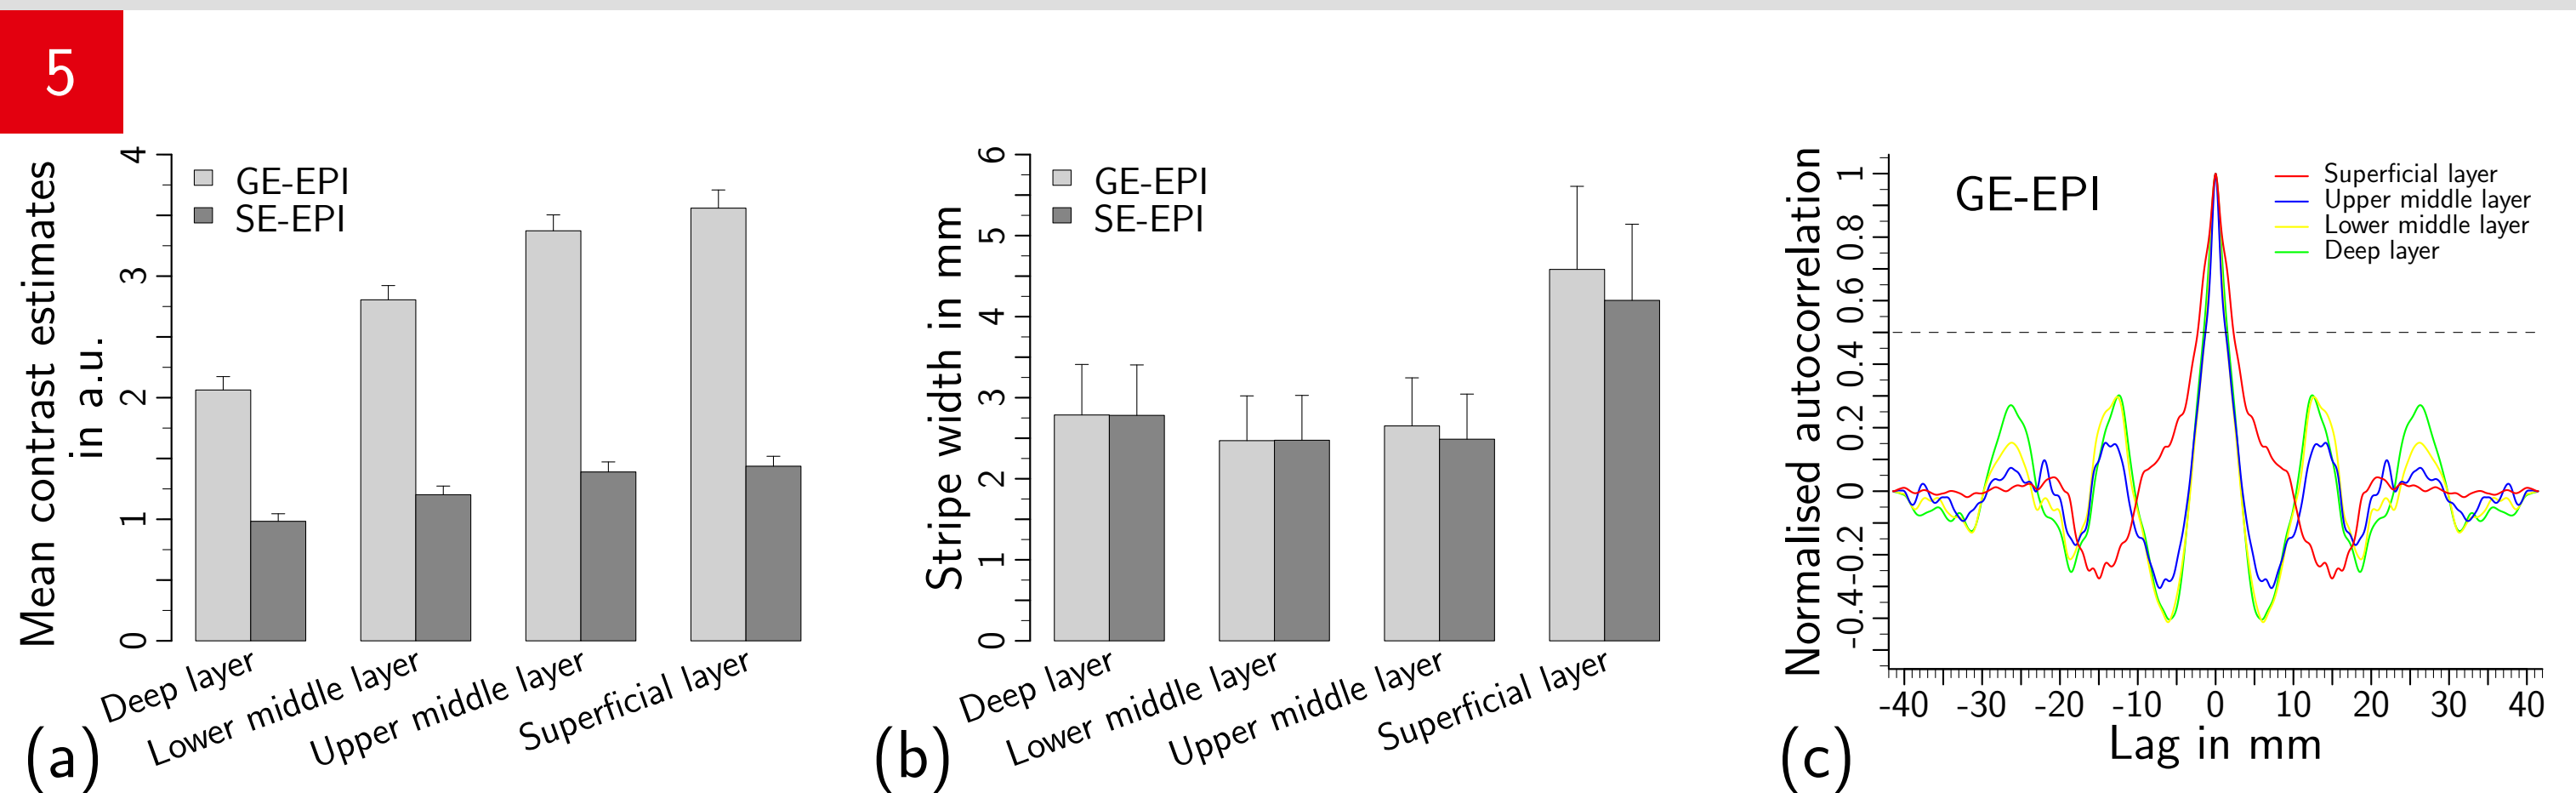 5
Mean contrast estimates
in a.u.
0 1 2 3 4
GE-EPI
SE-EPI
Deep layer
Lower middle layer
Upper middle layer
Superficial layer
(a)
Stripe width in mm
0 1 2 3 4 5 6
GE-EPI
SE-EPI
Deep layer
Lower middle layer
Upper middle layer
Superficial layer
(b)
Normalised autocorrelation
-0.4 -0.2 0 0.2 0.4 0.6 0.8 1
GE-EPI
Superficial layer
Upper middle layer
Lower middle layer
Deep layer
-40 -30 -20 -10 0 10 20 30 40
Lag in mm
(c)